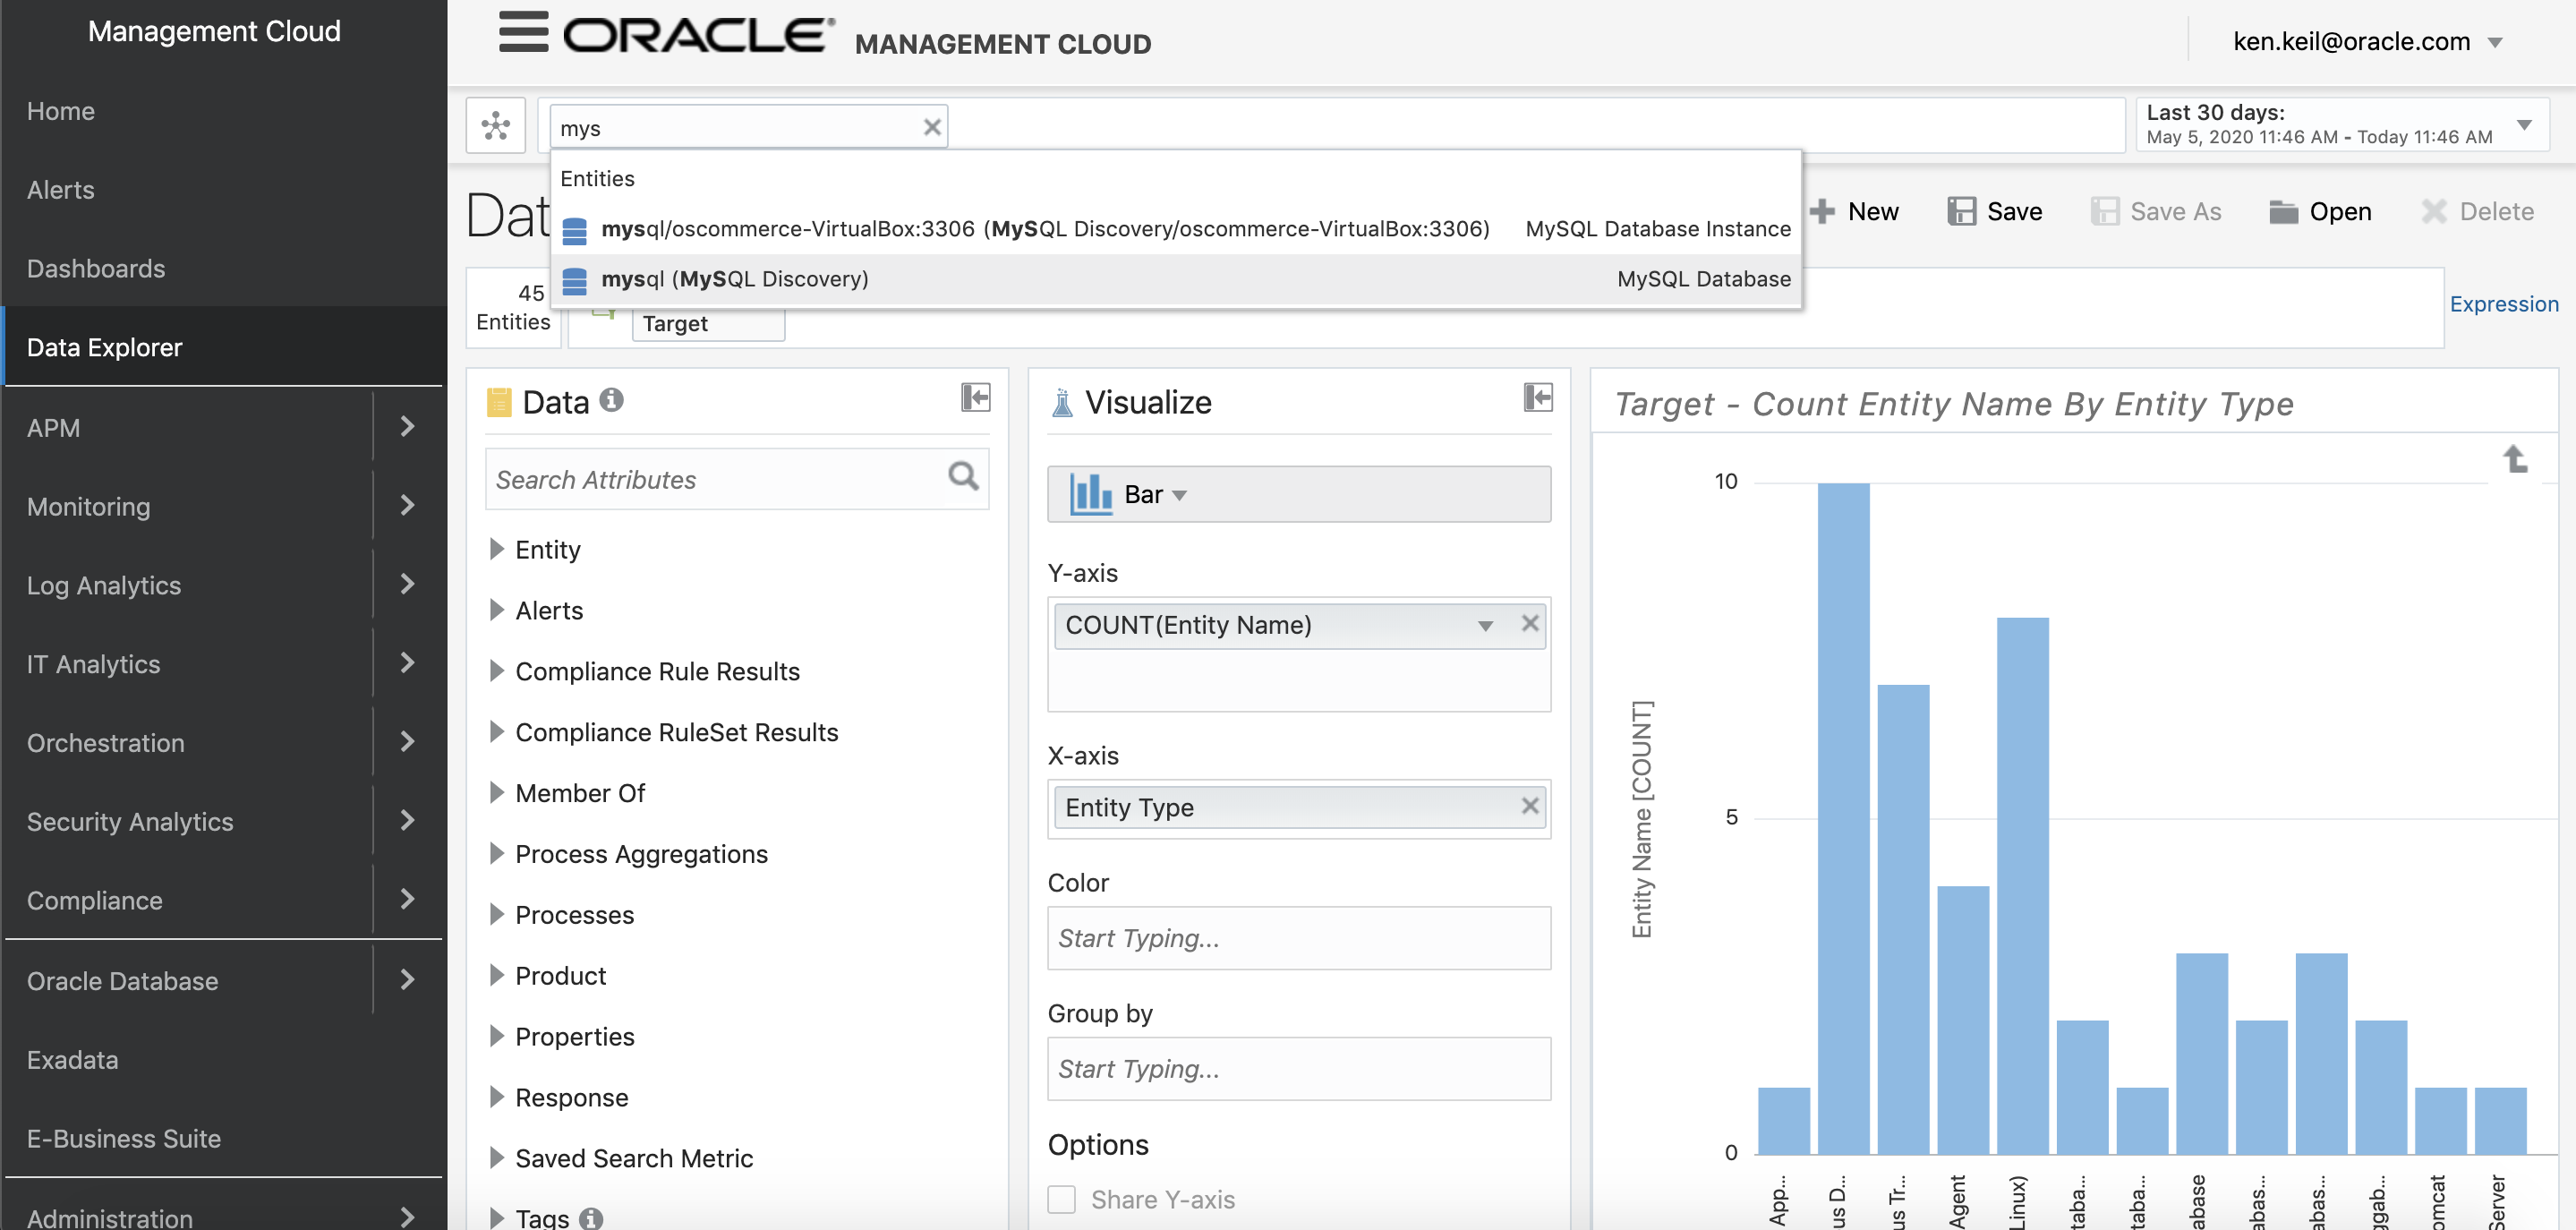 Management Cloud
Home
Alerts
Dashboards
Data Explorer
APM
Monitoring
Log Analytics
IT Analytics
Orchestration
Security Analytics
Compliance
Oracle Database
Exadata
E-Business Suite
Administration
ORACLE® MANAGEMENT CLOUD
ken.keil@oracle.com
mys
Last 30 days:
May 5, 2020 11:46 AM - Today 11:46 AM
Entities
mysql/oscommerce-VirtualBox:3306 (MySQL Discovery/oscommerce-VirtualBox:3306) MySQL Database Instance
mysql (MySQL Discovery) MySQL Database
Dat
New Save Save As Open Delete
45
Entities
Target
Expression
Data
Search Attributes
Entity
Alerts
Compliance Rule Results
Compliance RuleSet Results
Member Of
Process Aggregations
Processes
Product
Properties
Response
Saved Search Metric
Tags
Visualize
Bar
Y-axis
COUNT(Entity Name)
X-axis
Entity Type
Color
Start Typing...
Group by
Start Typing...
Options
Share Y-axis
Target - Count Entity Name By Entity Type
10
5
0
Entity Name [COUNT]
App...
us D...
us Tr...
Agent
Linux)
taba...
taba...
abase
abas...
abas...
ggab...
omcat
Server